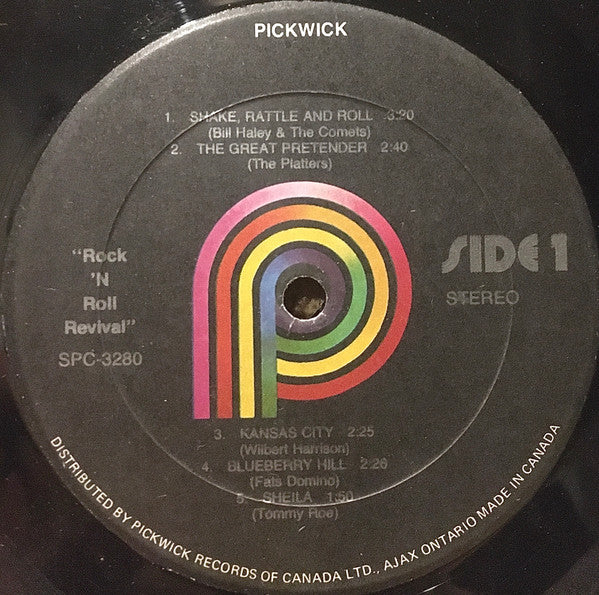 PICKWICK
1. SHAKE, RATTLE AND ROLL 3:20
(Bill Haley & The Comets)
2. THE GREAT PRETENDER 2:40
(The Platters)
"Rock
'N
Roll
Revival"
SPC-3280
SIDE 1
STEREO
3. KANSAS CITY 2:25
(Wilbert Harrison)
4. BLUEBERRY HILL 2:26
(Fats Domino)
5. SHEILA 1:50
(Tommy Roe)
DISTRIBUTED BY PICKWICK RECORDS OF CANADA LTD., AJAX ONTARIO MADE IN CANADA